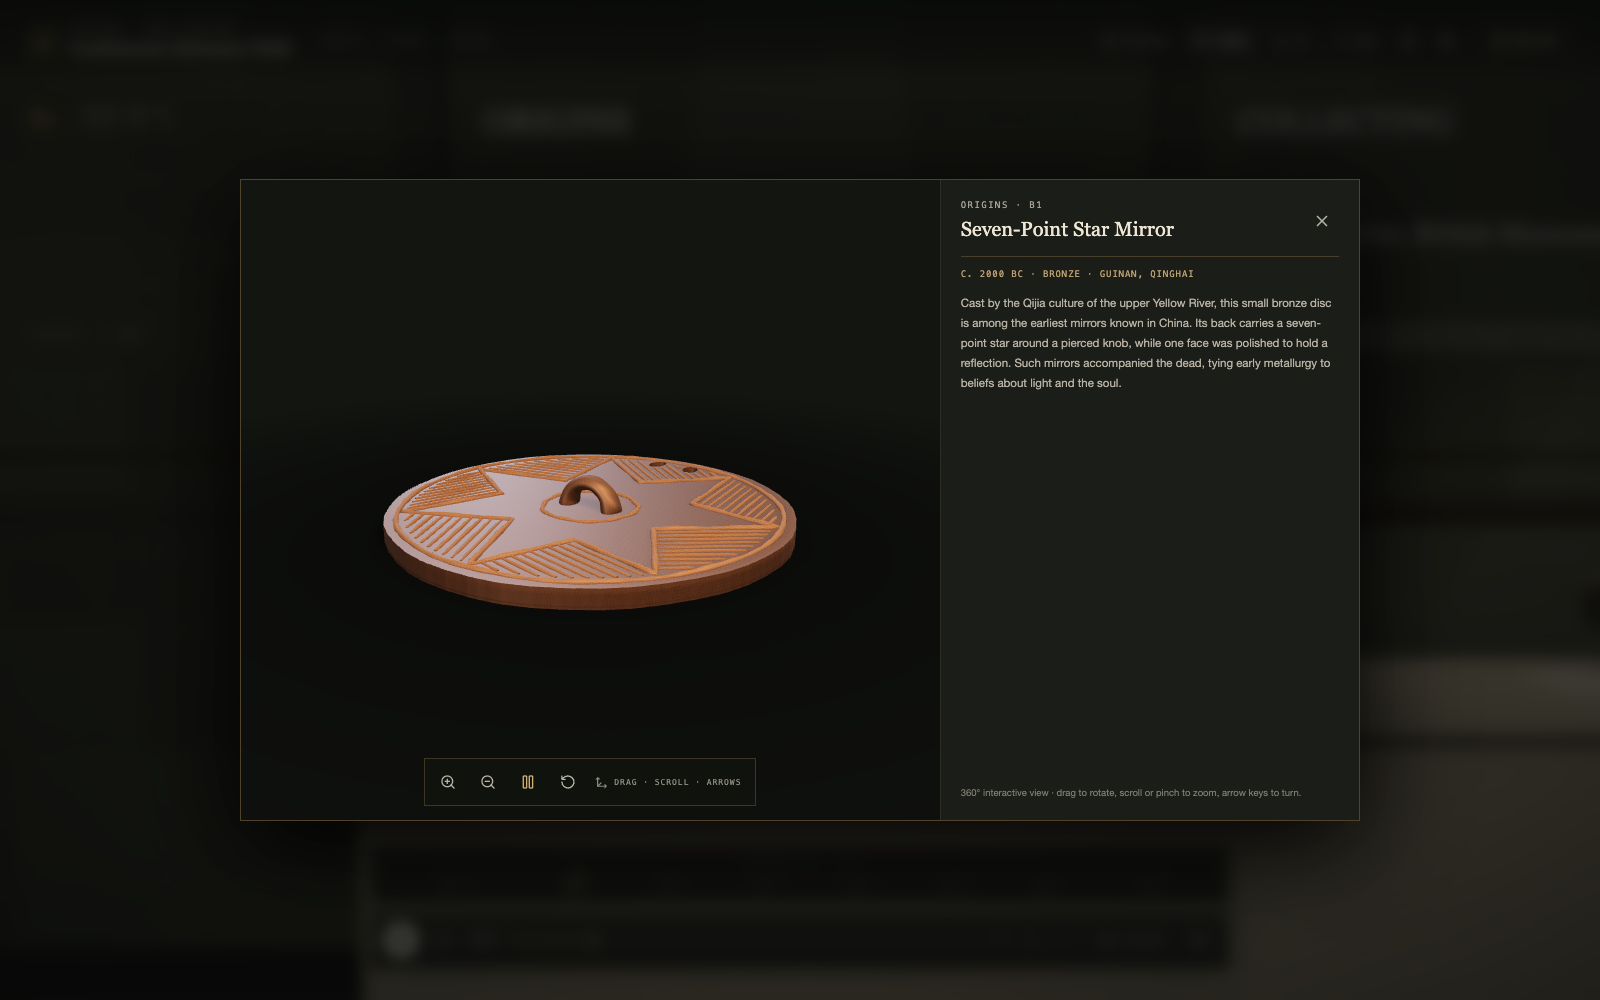 ORIGINS · B1
Seven-Point Star Mirror
C. 2000 BC · BRONZE · GUINAN, QINGHAI
Cast by the Qijia culture of the upper Yellow River, this small bronze disc
is among the earliest mirrors known in China. Its back carries a seven-
point star around a pierced knob, while one face was polished to hold a
reflection. Such mirrors accompanied the dead, tying early metallurgy to
beliefs about light and the soul.
DRAG · SCROLL · ARROWS
360° interactive view · drag to rotate, scroll or pinch to zoom, arrow keys to turn.